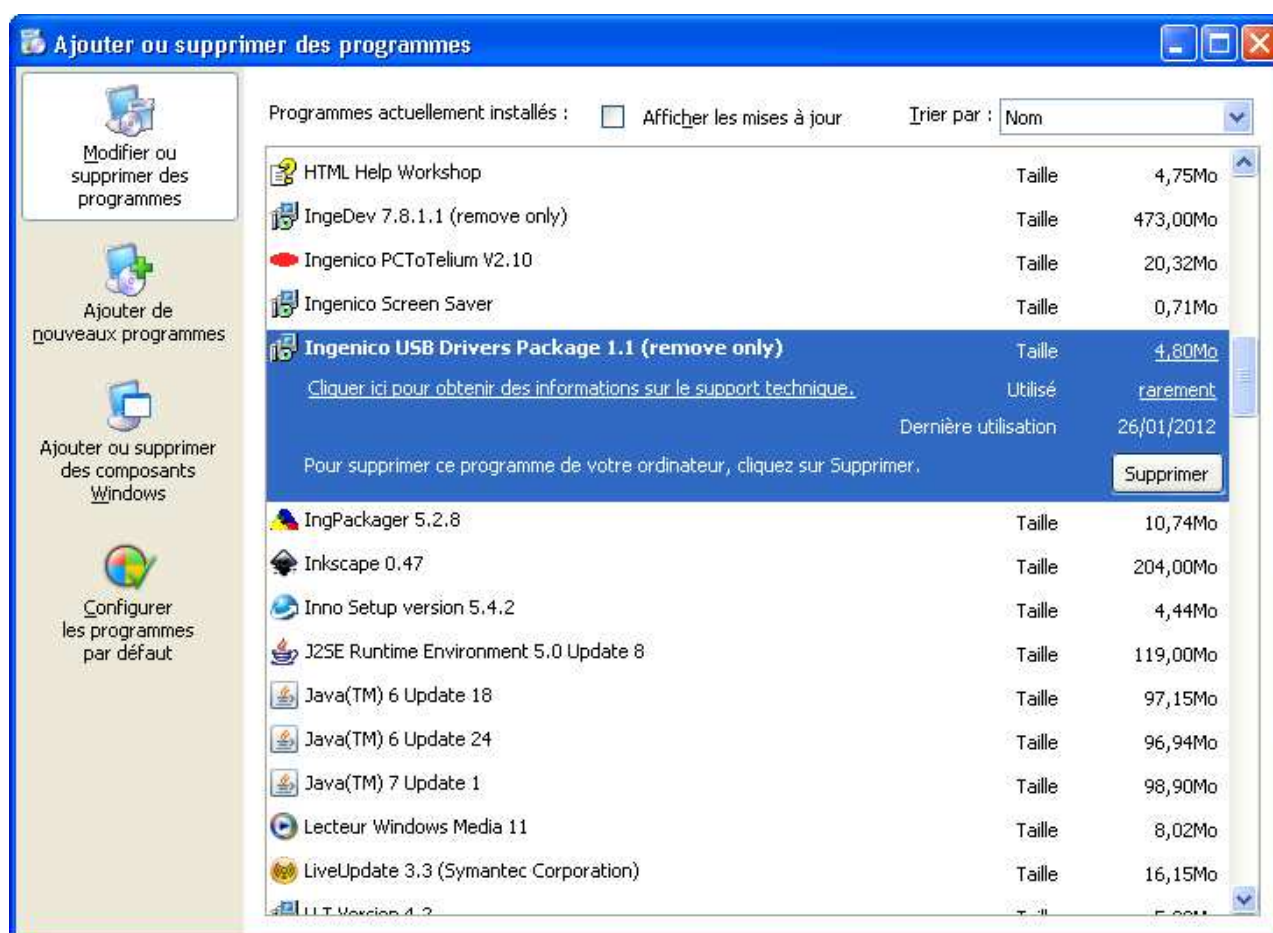 Ajouter ou supprimer des programmes
Modifier ou
supprimer des
programmes
Ajouter de
nouveaux programmes
Ajouter ou supprimer
des composants
Windows
Configurer
les programmes
par défaut
Programmes actuellement installés : Afficher les mises à jour Trier par : Nom
HTML Help Workshop Taille 4,75Mo
IngeDev 7.8.1.1 (remove only) Taille 473,00Mo
Ingenico PCToTelium V2.10 Taille 20,32Mo
Ingenico Screen Saver Taille 0,71Mo
Ingenico USB Drivers Package 1.1 (remove only) Taille 4,80Mo
Cliquer ici pour obtenir des informations sur le support technique. Utilisé rarement
Dernière utilisation 26/01/2012
Pour supprimer ce programme de votre ordinateur, cliquez sur Supprimer. Supprimer
IngPackager 5.2.8 Taille 10,74Mo
Inkscape 0.47 Taille 204,00Mo
Inno Setup version 5.4.2 Taille 4,44Mo
J2SE Runtime Environment 5.0 Update 8 Taille 119,00Mo
Java(TM) 6 Update 18 Taille 97,15Mo
Java(TM) 6 Update 24 Taille 96,94Mo
Java(TM) 7 Update 1 Taille 98,90Mo
Lecteur Windows Media 11 Taille 8,02Mo
LiveUpdate 3.3 (Symantec Corporation) Taille 16,15Mo